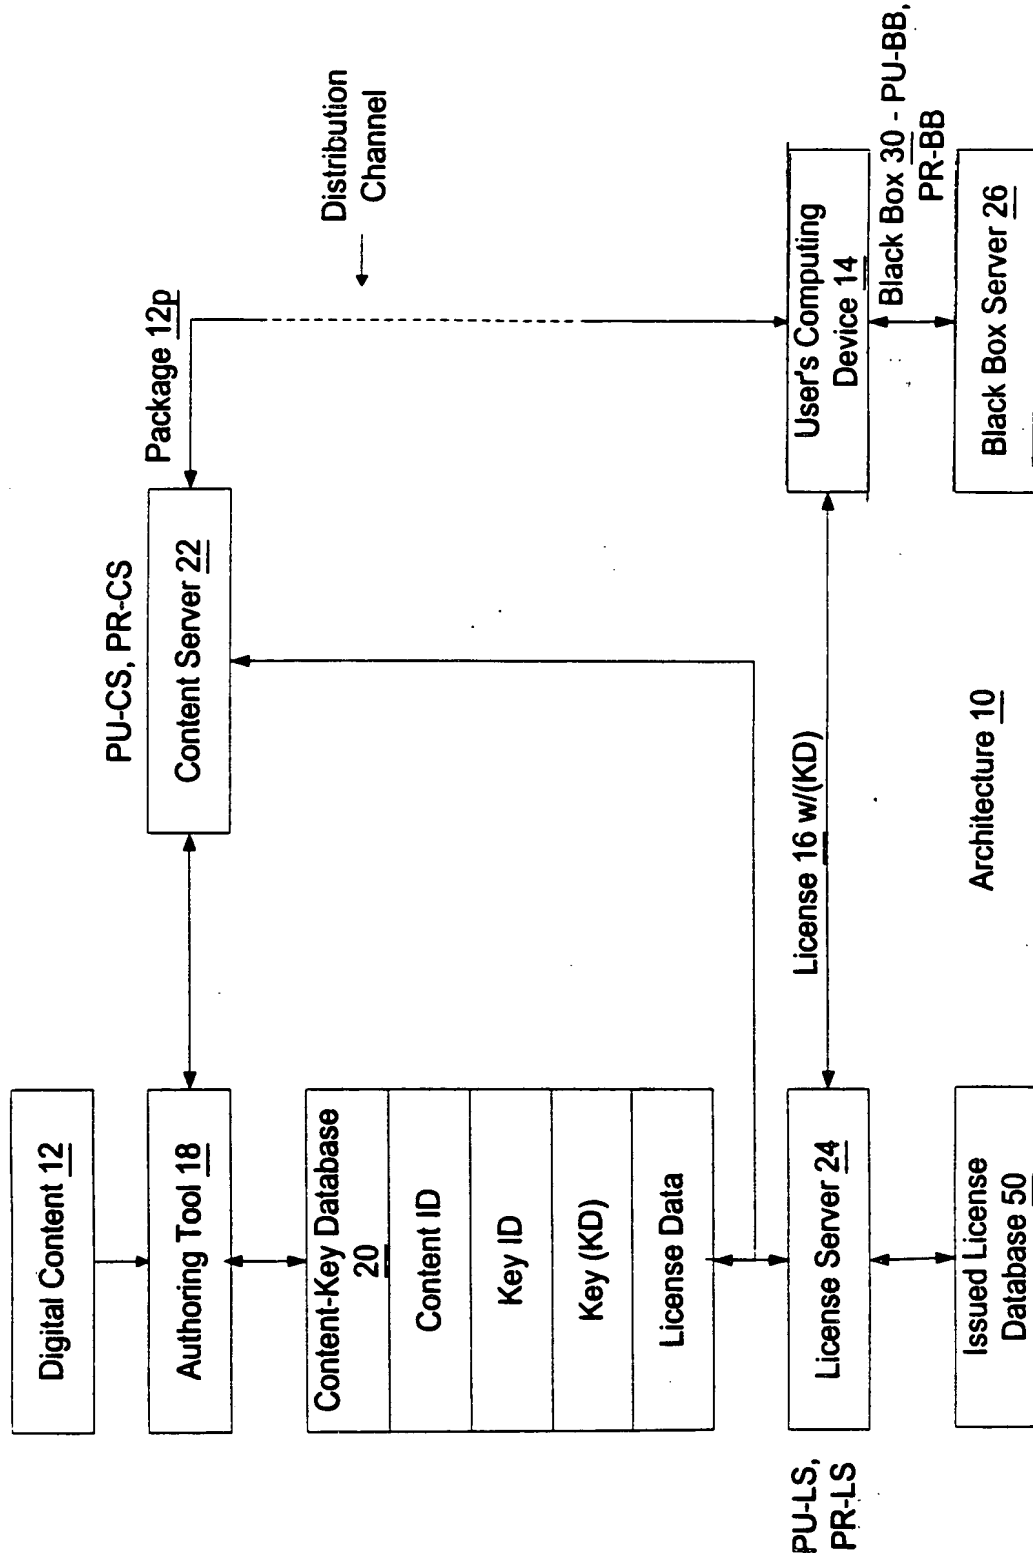 Digital Content 12
Authoring Tool 18
Content-Key Database
20
Content ID
Key ID
Key (KD)
License Data
PU-LS,
PR-LS
License Server 24
Issued License
Database 50
PU-CS, PR-CS
Content Server 22
Package 12p
Distribution
Channel
License 16 w/(KD)
User's Computing
Device 14
Black Box 30 - PU-BB,
PR-BB
Black Box Server 26
Architecture 10